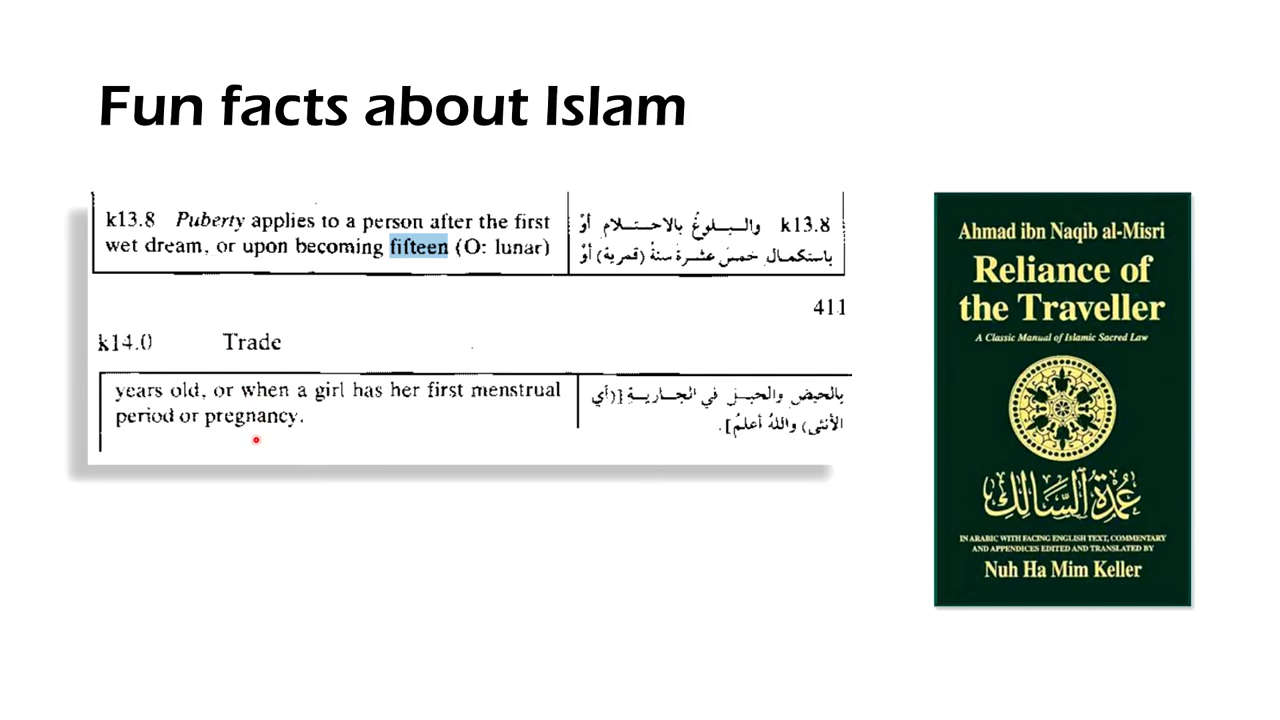 Fun facts about Islam
k13.8 Puberty applies to a person after the first
wet dream, or upon becoming fifteen (O: lunar)
k13.8 والبلوغُ بالاحتلام أوْ
باستكمال خمسَ عشرةَ سنةً (قمرية) أوْ
411
k14.0 Trade
years old, or when a girl has her first menstrual
period or pregnancy.
بالحيض والحبل في الجارية [(أي
الأنثى) واللهُ أعلمُ].
Ahmad ibn Naqib al-Misri
Reliance of
the Traveller
A Classic Manual of Islamic Sacred Law
عمدة السالك
IN ARABIC WITH FACING ENGLISH TEXT, COMMENTARY
AND APPENDICES EDITED AND TRANSLATED BY
Nuh Ha Mim Keller